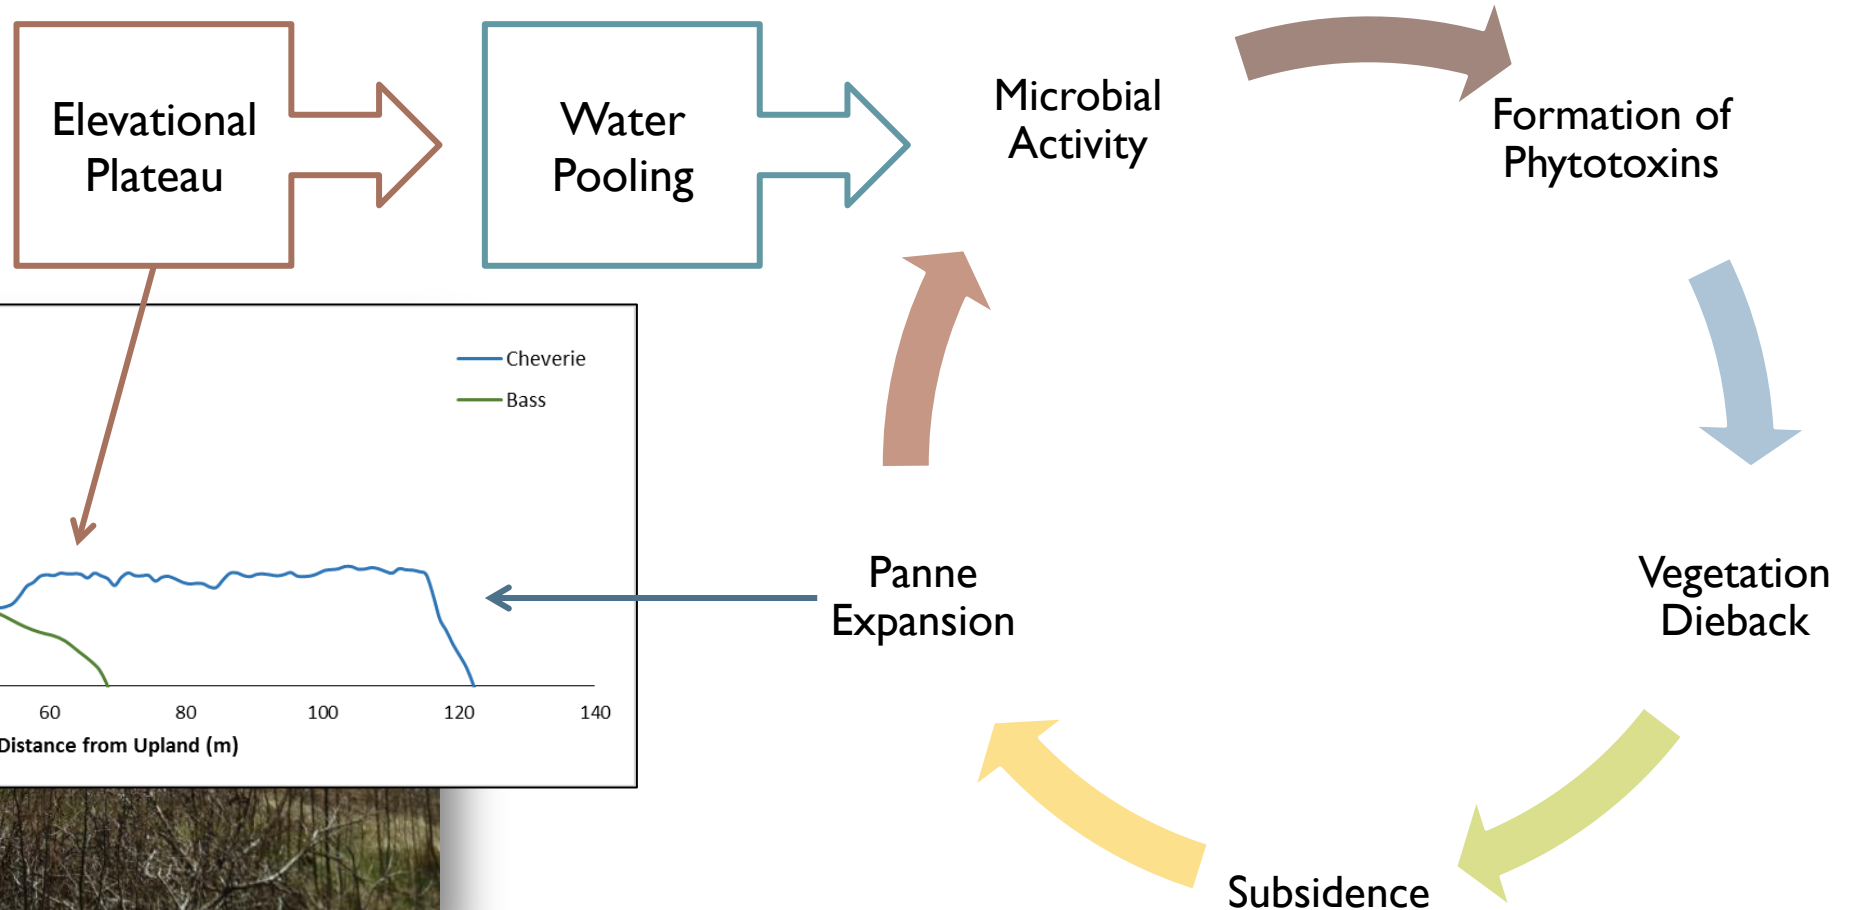 Elevational
Plateau
Water
Pooling
Microbial
Activity
Formation of
Phytotoxins
Cheverie
Bass
Panne
Expansion
Vegetation
Dieback
60 80 100 120 140
Distance from Upland (m)
Subsidence